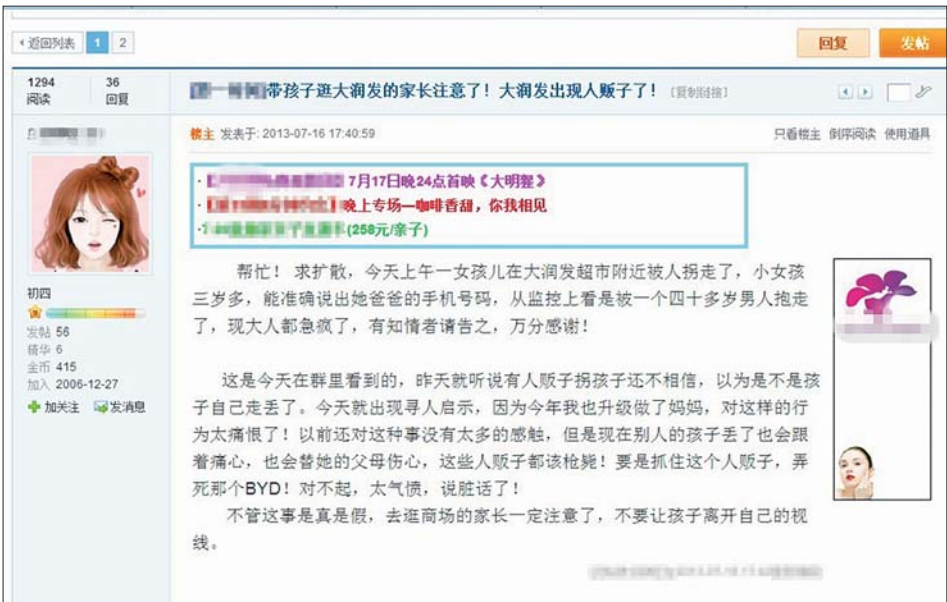 返回列表 1 2 回复 发帖
1294 36
阅读 回复
带孩子逛大润发的家长注意了！大润发出现人贩子了！ [复制链接]
楼主 发表于: 2013-07-16 17:40:59 只看楼主 倒序阅读 使用道具
7月17日晚24点首映《大明猩》
晚上专场—咖啡香甜，你我相见
(258元/亲子)
帮忙！求扩散，今天上午一女孩儿在大润发超市附近被人拐走了，小女孩
三岁多，能准确说出她爸爸的手机号码，从监控上看是被一个四十多岁男人抱走
了，现大人都急疯了，有知情者请告之，万分感谢！
这是今天在群里看到的，昨天就听说有人贩子拐孩子还不相信，以为是不是孩
子自己走丢了。今天就出现寻人启示，因为今年我也升级做了妈妈，对这样的行
为太痛恨了！以前还对这种事没有太多的感触，但是现在别人的孩子丢了也会跟
着痛心，也会替她的父母伤心，这些人贩子都该枪毙！要是抓住这个人贩子，弄
死那个BYD！对不起，太气愤，说脏话了！
不管这事是真是假，去逛商场的家长一定注意了，不要让孩子离开自己的视
线。
初四
发帖 56
精华 6
金币 415
加入 2006-12-27
加关注 发消息